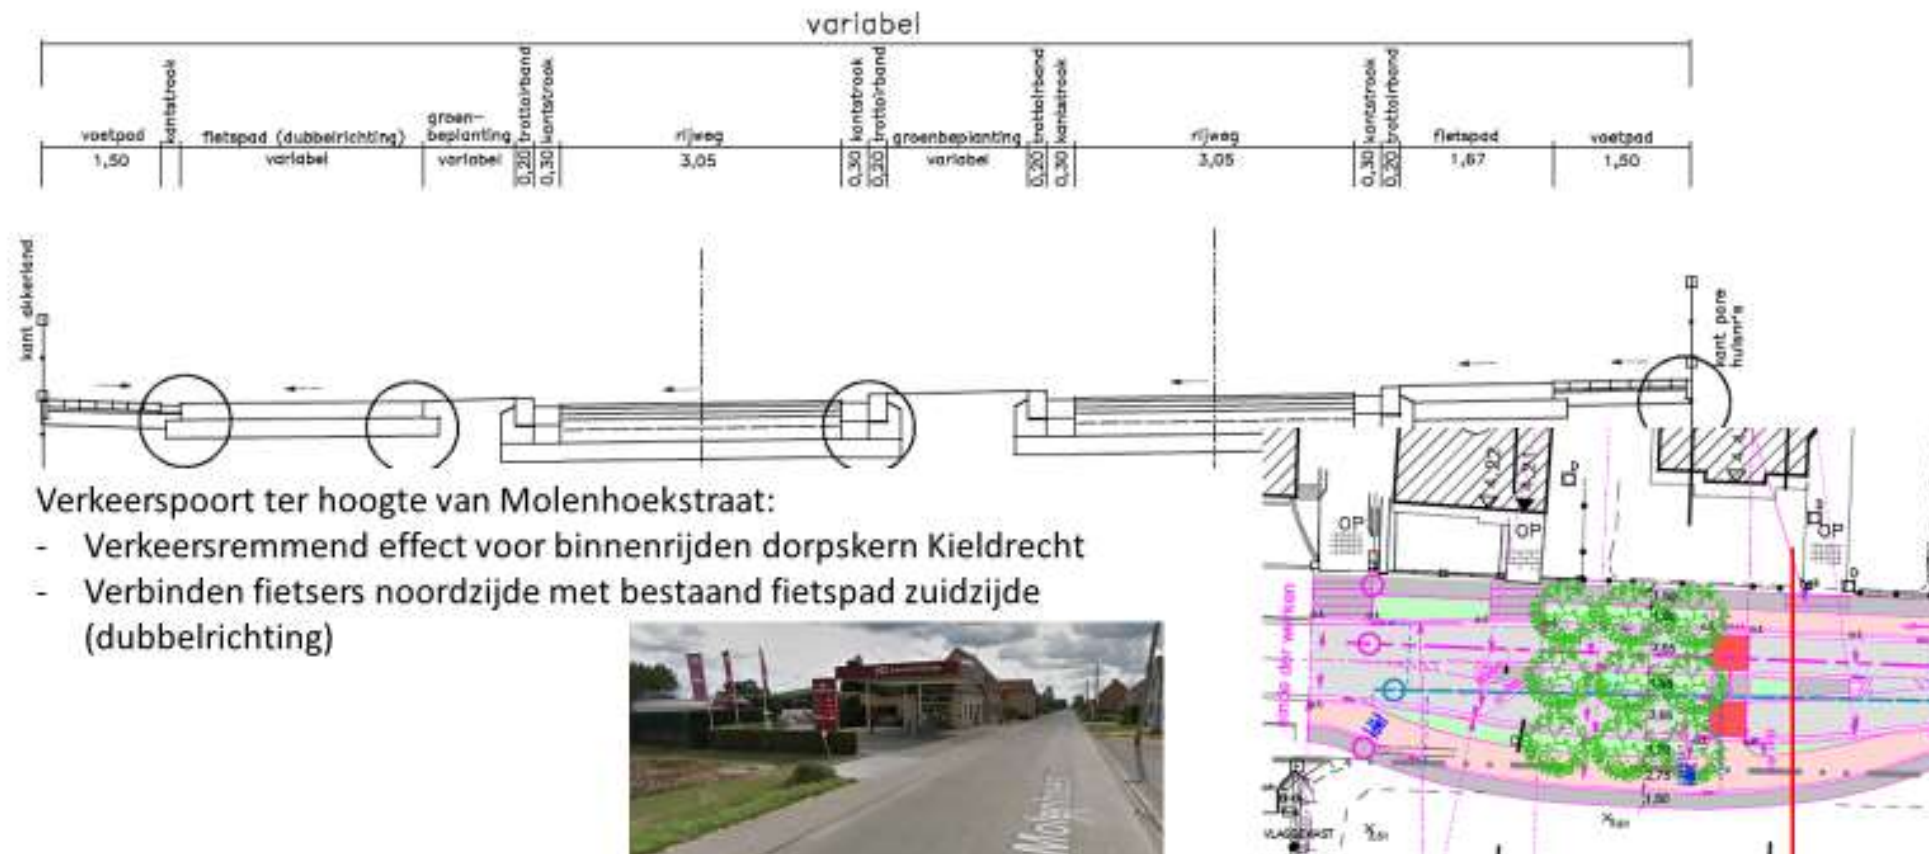 variabel
kantstrook
trottoirband
kantstrook
kantstrook
trottoirband
trottoirband
kantstrook
kantstrook
trottoirband
voetpad
fietspad (dubbelrichting)
groen-
beplanting
rijweg
groenbeplanting
rijweg
fietspad
voetpad
1,50
variabel
variabel
0,20
0,30
3,05
0,30
0,20
variabel
0,20
0,30
3,05
0,30
0,20
1,67
1,50
kant akkerland
kant pare
huisnr's
Verkeerspoort ter hoogte van Molenhoekstraat:
- Verkeersremmend effect voor binnenrijden dorpskern Kieldrecht
- Verbinden fietsers noordzijde met bestaand fietspad zuidzijde
(dubbelrichting)
OP
OP
OP
D
D
einde der werken
2,75
1,50